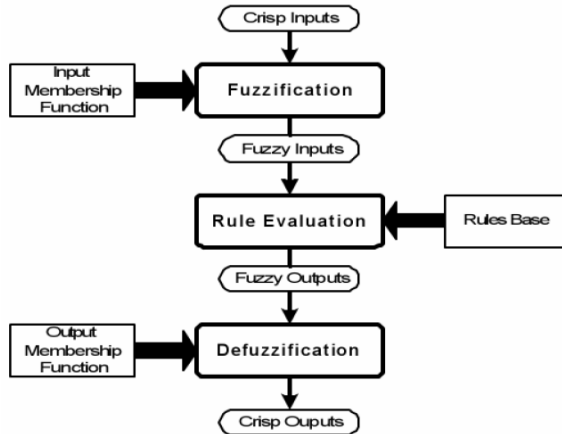 Crisp Inputs
Input
Membership
Function
Fuzzification
Fuzzy Inputs
Rule Evaluation
Rules Base
Fuzzy Outputs
Output
Membership
Function
Defuzzification
Crisp Ouputs